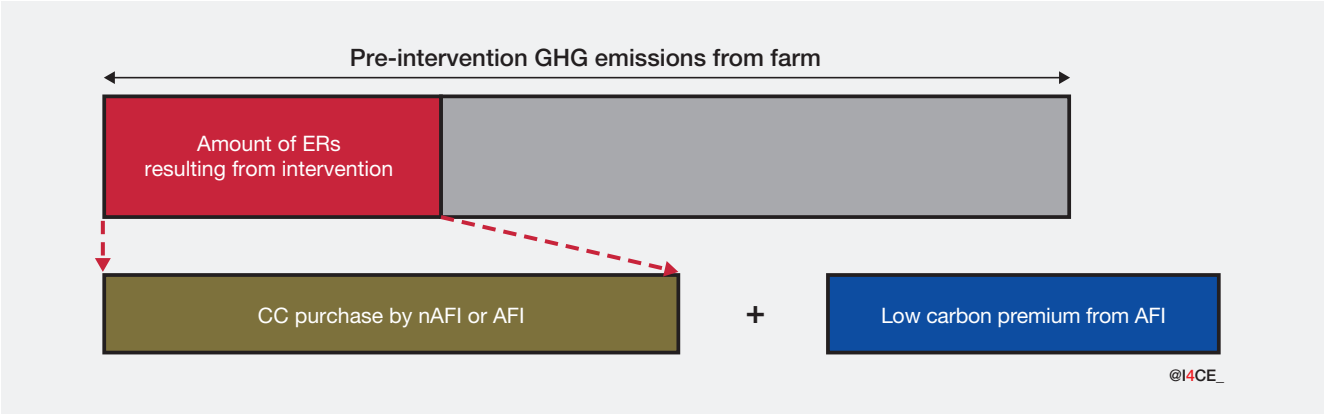 Pre-intervention GHG emissions from farm
Amount of ERs
resulting from intervention
CC purchase by nAFI or AFI
+
Low carbon premium from AFI
@I4CE_